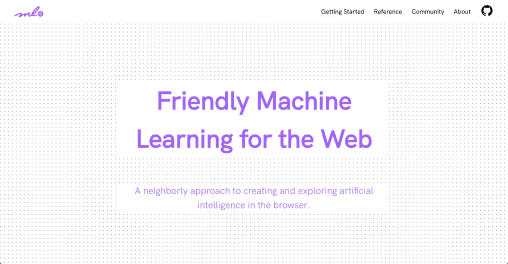 ml5
Getting Started Reference Community About
Friendly Machine
Learning for the Web
A neighborly approach to creating and exploring artificial
intelligence in the browser.